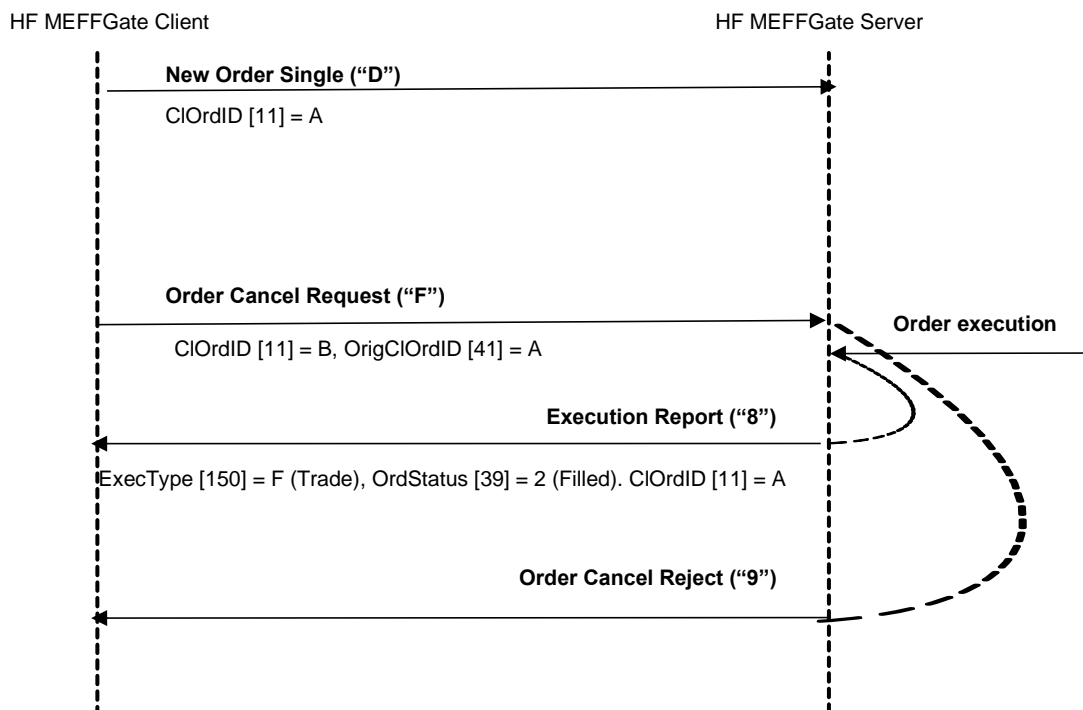 HF MEFFGate Client
HF MEFFGate Server
New Order Single (“D”)
ClOrdID [11] = A
Order Cancel Request (“F”)
Order execution
ClOrdID [11] = B, OrigClOrdID [41] = A
Execution Report (“8”)
ExecType [150] = F (Trade), OrdStatus [39] = 2 (Filled). ClOrdID [11] = A
Order Cancel Reject (“9”)